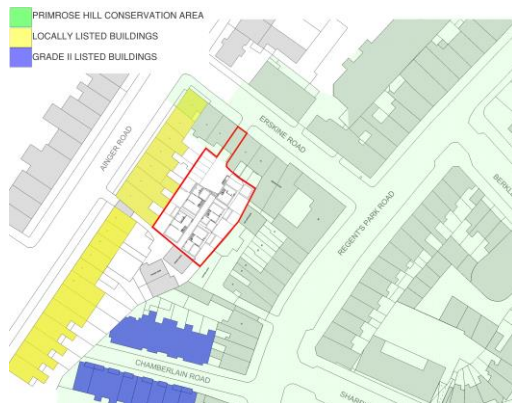 PRIMROSE HILL CONSERVATION AREA
LOCALLY LISTED BUILDINGS
GRADE II LISTED BUILDINGS
ERSKINE ROAD
AINGER ROAD
REGENT'S PARK ROAD
CHAMBERLAIN ROAD